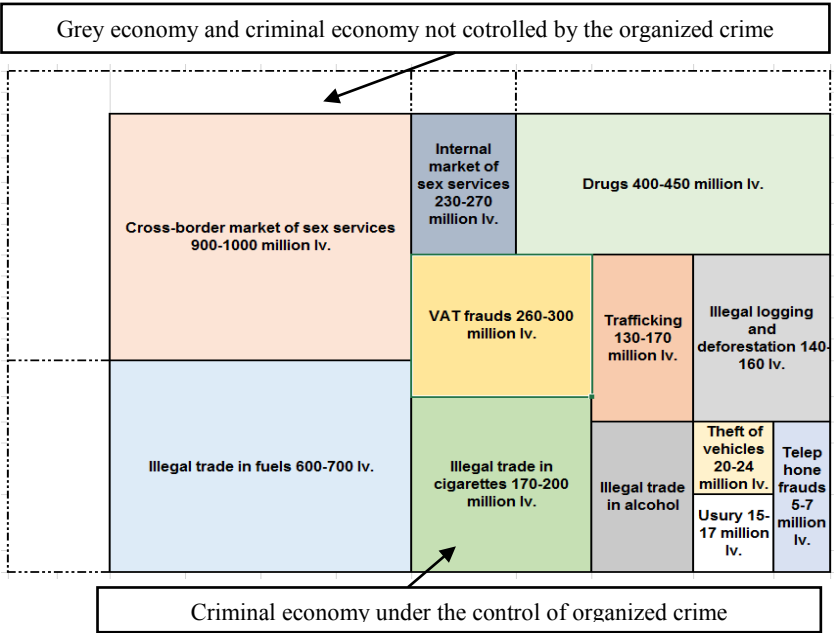 Grey economy and criminal economy not cotrolled by the organized crime
Internal
market of
sex services
230-270
million lv.
Drugs 400-450 million lv.
Cross-border market of sex services
900-1000 million lv.
VAT frauds 260-300
million lv.
Trafficking
130-170
million lv.
Illegal logging
and
deforestation 140-
160 lv.
Illegal trade in fuels 600-700 lv.
Illegal trade in
cigarettes 170-200
million lv.
Illegal trade
in alcohol
Theft of
vehicles
20-24
million lv.
Usury 15-
17 million
lv.
Telep
hone
frauds
5-7
million
lv.
Criminal economy under the control of organized crime